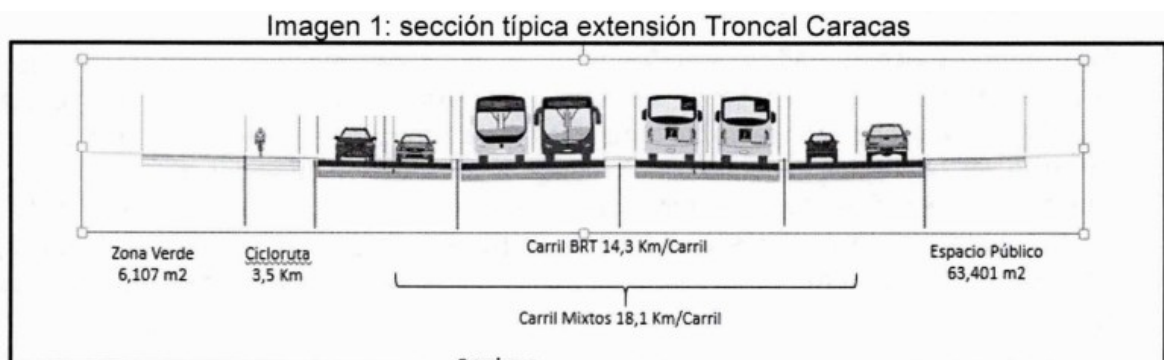 Imagen 1: sección típica extensión Troncal Caracas
Zona Verde
6,107 m2
Cicloruta
3,5 Km
Carril BRT 14,3 Km/Carril
Carril Mixtos 18,1 Km/Carril
Espacio Público
63,401 m2